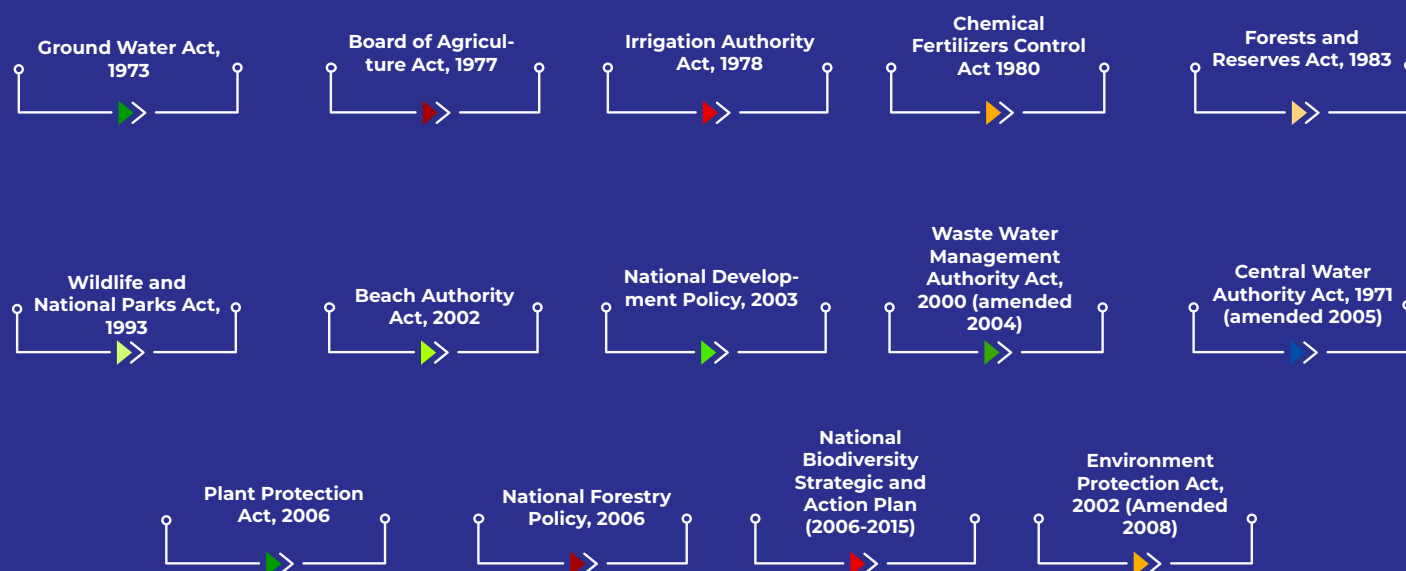 Ground Water Act,
1973
Board of Agricul-
ture Act, 1977
Irrigation Authority
Act, 1978
Chemical
Fertilizers Control
Act 1980
Forests and
Reserves Act, 1983
Wildlife and
National Parks Act,
1993
Beach Authority
Act, 2002
National Develop-
ment Policy, 2003
Waste Water
Management
Authority Act,
2000 (amended
2004)
Central Water
Authority Act, 1971
(amended 2005)
Plant Protection
Act, 2006
National Forestry
Policy, 2006
National
Biodiversity
Strategic and
Action Plan
(2006-2015)
Environment
Protection Act,
2002 (Amended
2008)